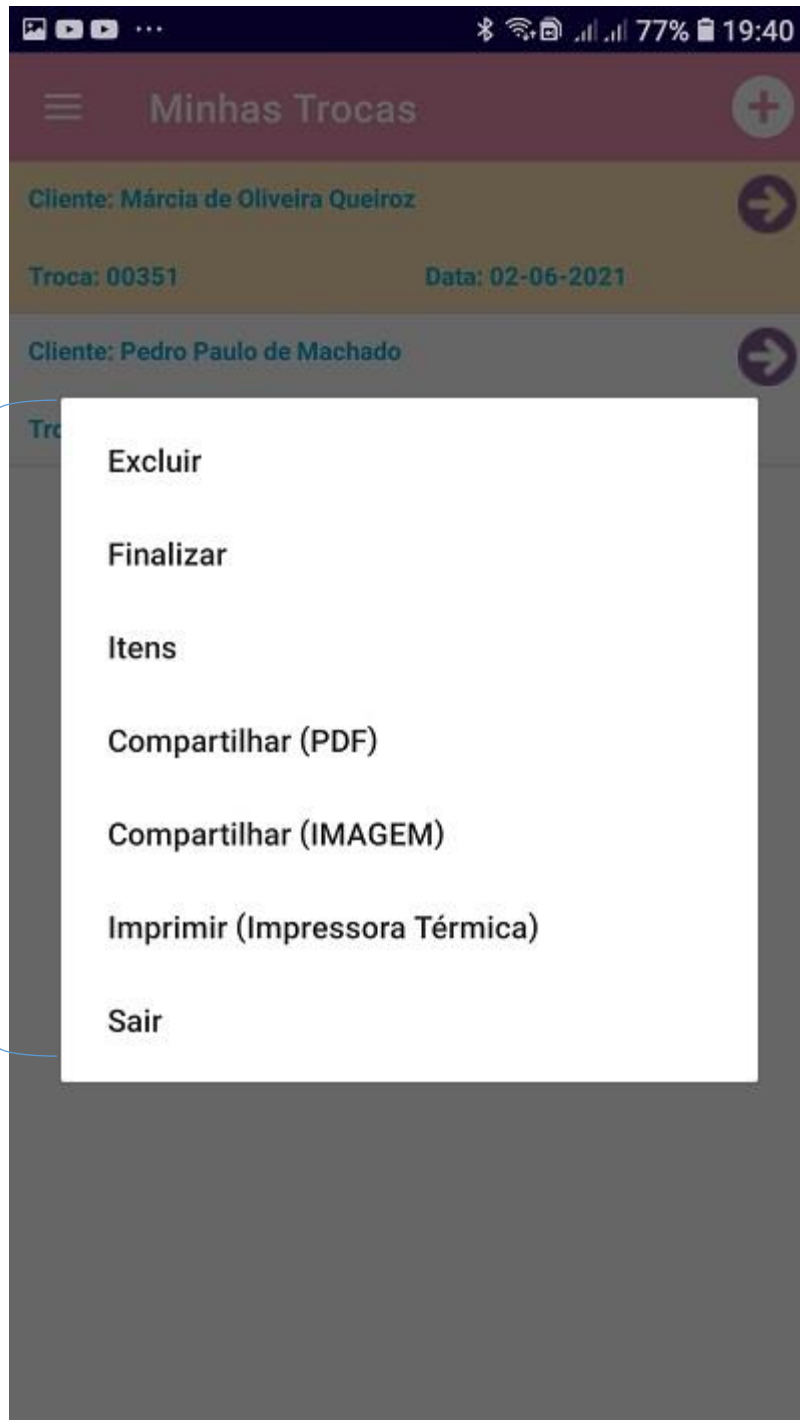 77% 19:40
Minhas Trocas
Cliente: Márcia de Oliveira Queiroz
Troca: 00351 Data: 02-06-2021
Cliente: Pedro Paulo de Machado
Excluir
Finalizar
Itens
Compartilhar (PDF)
Compartilhar (IMAGEM)
Imprimir (Impressora Térmica)
Sair